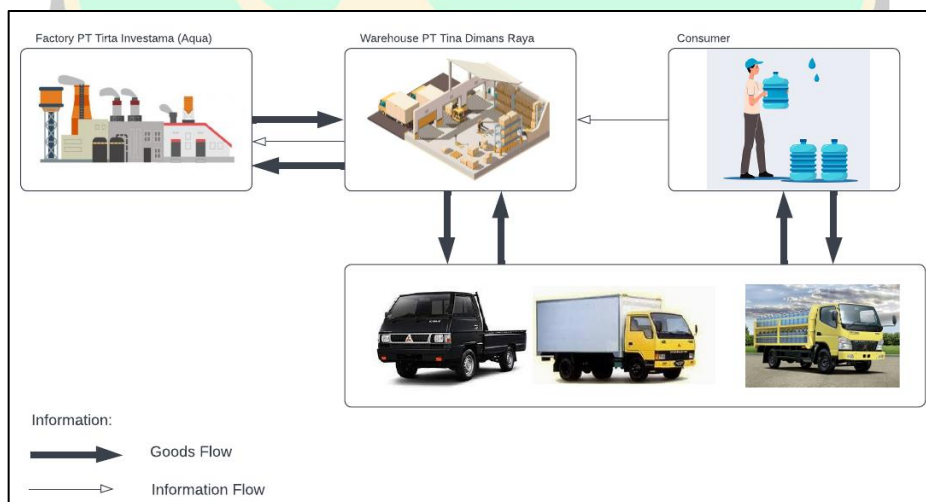 Factory PT Tirta Investama (Aqua)
Warehouse PT Tina Dimans Raya
Consumer
Information:
Goods Flow
Information Flow